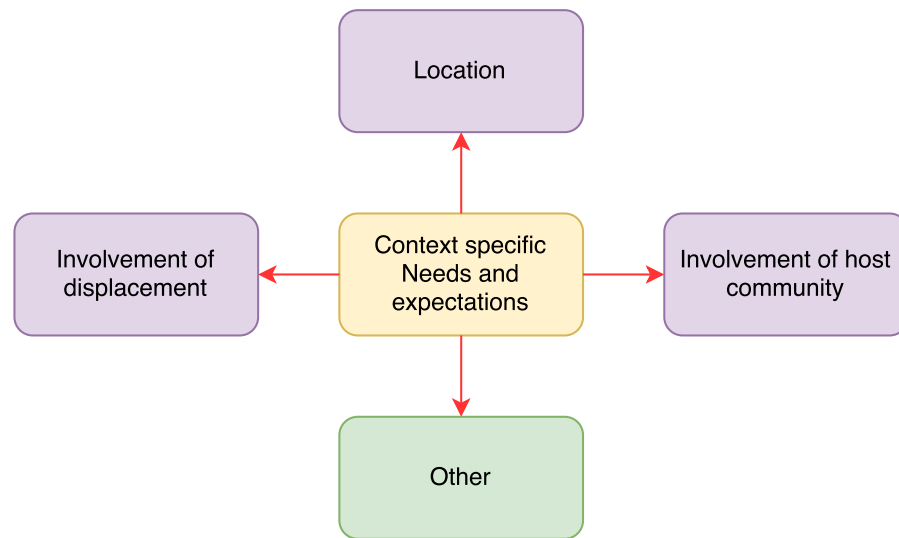 Location
Involvement of
displacement
Context specific
Needs and
expectations
Involvement of host
community
Other